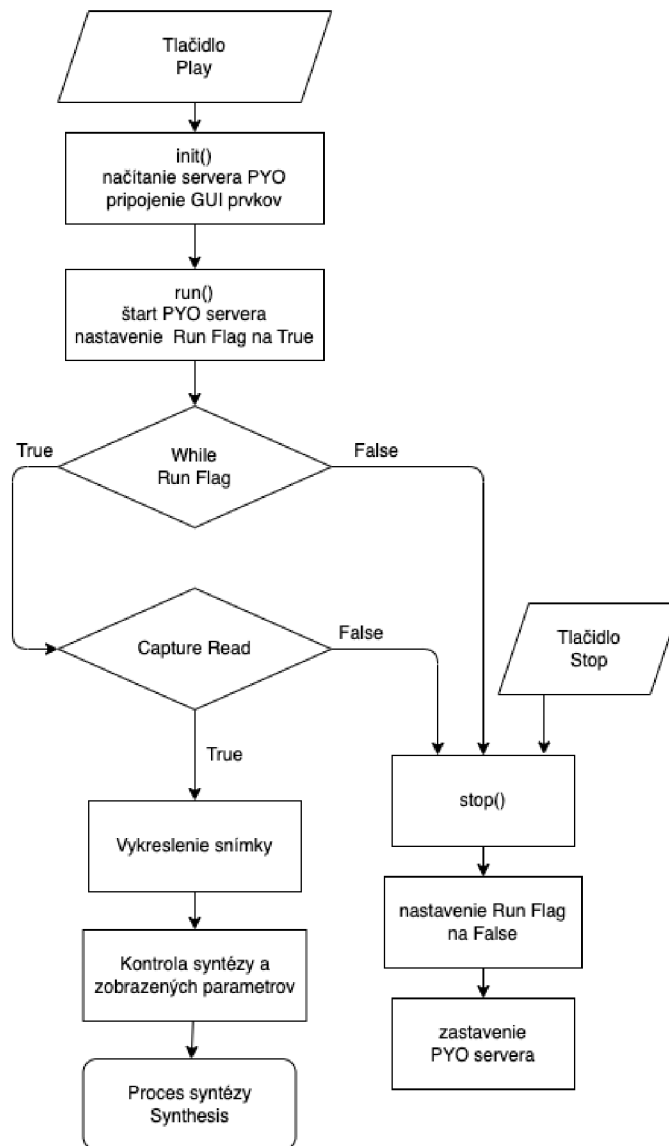 Tlačidlo
Play
init()
načítanie servera PYO
pripojenie GUI prvkov
run()
štart PYO servera
nastavenie Run Flag na True
True
While
Run Flag
False
Capture Read
False
Tlačidlo
Stop
True
stop()
Vykreslenie snímky
nastavenie Run Flag
na False
Kontrola syntézy a
zobrazených parametrov
zastavenie
PYO servera
Proces syntézy
Synthesis